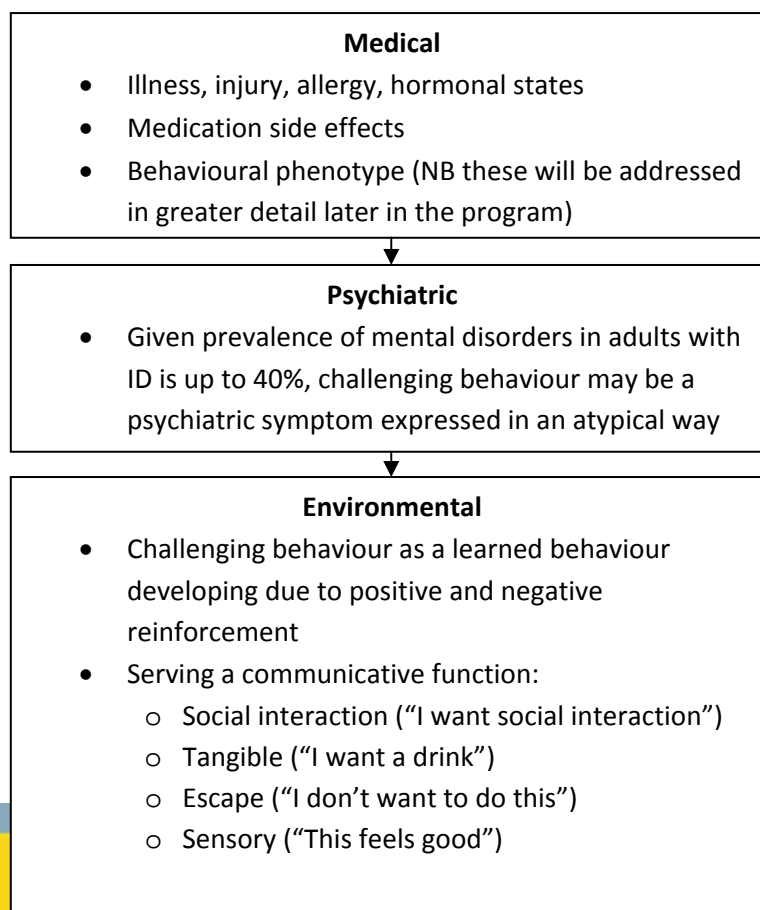 Medical
• Illness, injury, allergy, hormonal states
• Medication side effects
• Behavioural phenotype (NB these will be addressed
in greater detail later in the program)
Psychiatric
• Given prevalence of mental disorders in adults with
ID is up to 40%, challenging behaviour may be a
psychiatric symptom expressed in an atypical way
Environmental
• Challenging behaviour as a learned behaviour
developing due to positive and negative
reinforcement
• Serving a communicative function:
o Social interaction (“I want social interaction”)
o Tangible (“I want a drink”)
o Escape (“I don’t want to do this”)
o Sensory (“This feels good”)